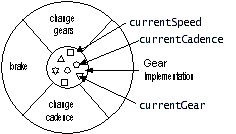 change
gears
currentSpeed
currentCadence
brake
Gear
Implementation
change
cadence
currentGear